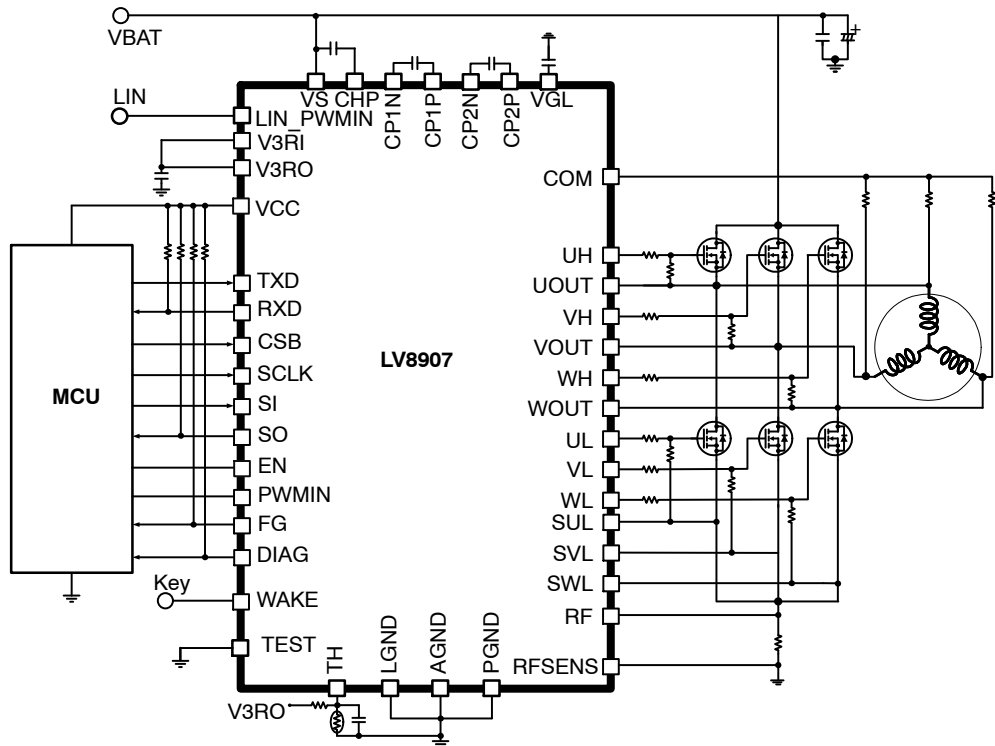 VBAT
LIN
VS CHP
CP1N
CP1P
CP2N
CP2P
VGL
LIN_PWMIN
V3RI
V3RO
VCC
COM
UH
UOUT
TXD
RXD
VH
CSB
VOUT
LV8907
SCLK
WH
MCU
SI
WOUT
SO
UL
EN
VL
PWMIN
WL
FG
SUL
DIAG
SVL
Key
WAKE
SWL
RF
TEST
TH
LGND
AGND
PGND
RFSENS
V3RO